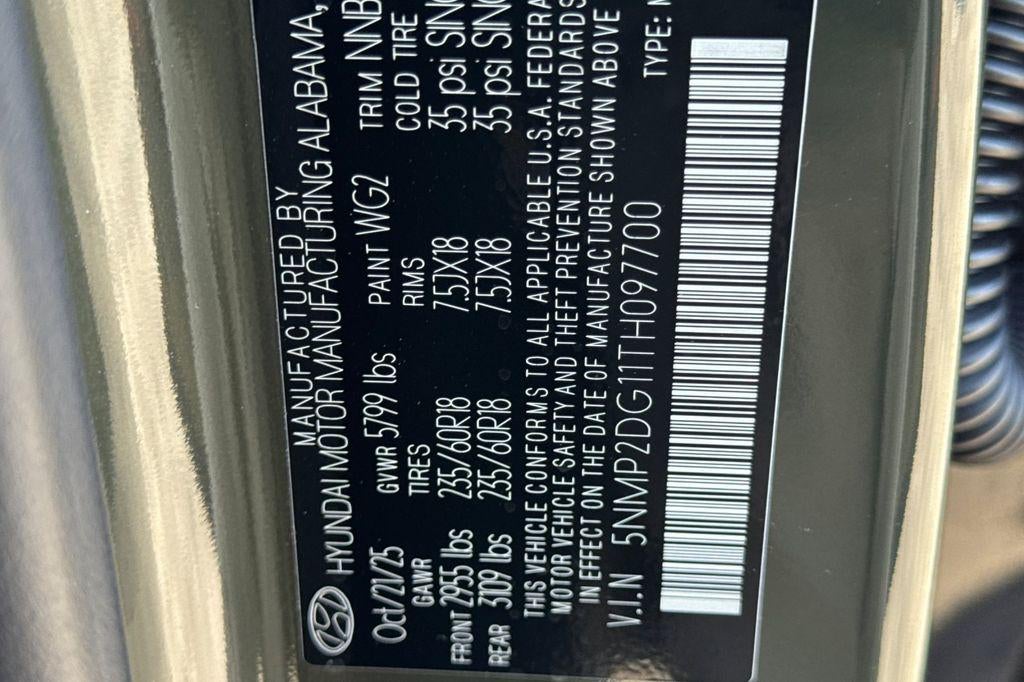 MANUFACTURED BY
HYUNDAI MOTOR MANUFACTURING ALABAMA,
Oct/21/25 GVWR 5799 lbs PAINT WG2 TRIM NNB
GAWR TIRES RIMS COLD TIRE
FRONT 2955 lbs 235/60R18 7.5JX18 35 psi
REAR 3109 lbs 235/60R18 7.5JX18 35 psi
THIS VEHICLE CONFORMS TO ALL APPLICABLE U.S.A.
MOTOR VEHICLE SAFETY AND THEFT PREVENTION STANDARDS
IN EFFECT ON THE DATE OF MANUFACTURE SHOWN ABOVE
V.I.N 5NMP2DG11TH097700 TYPE: